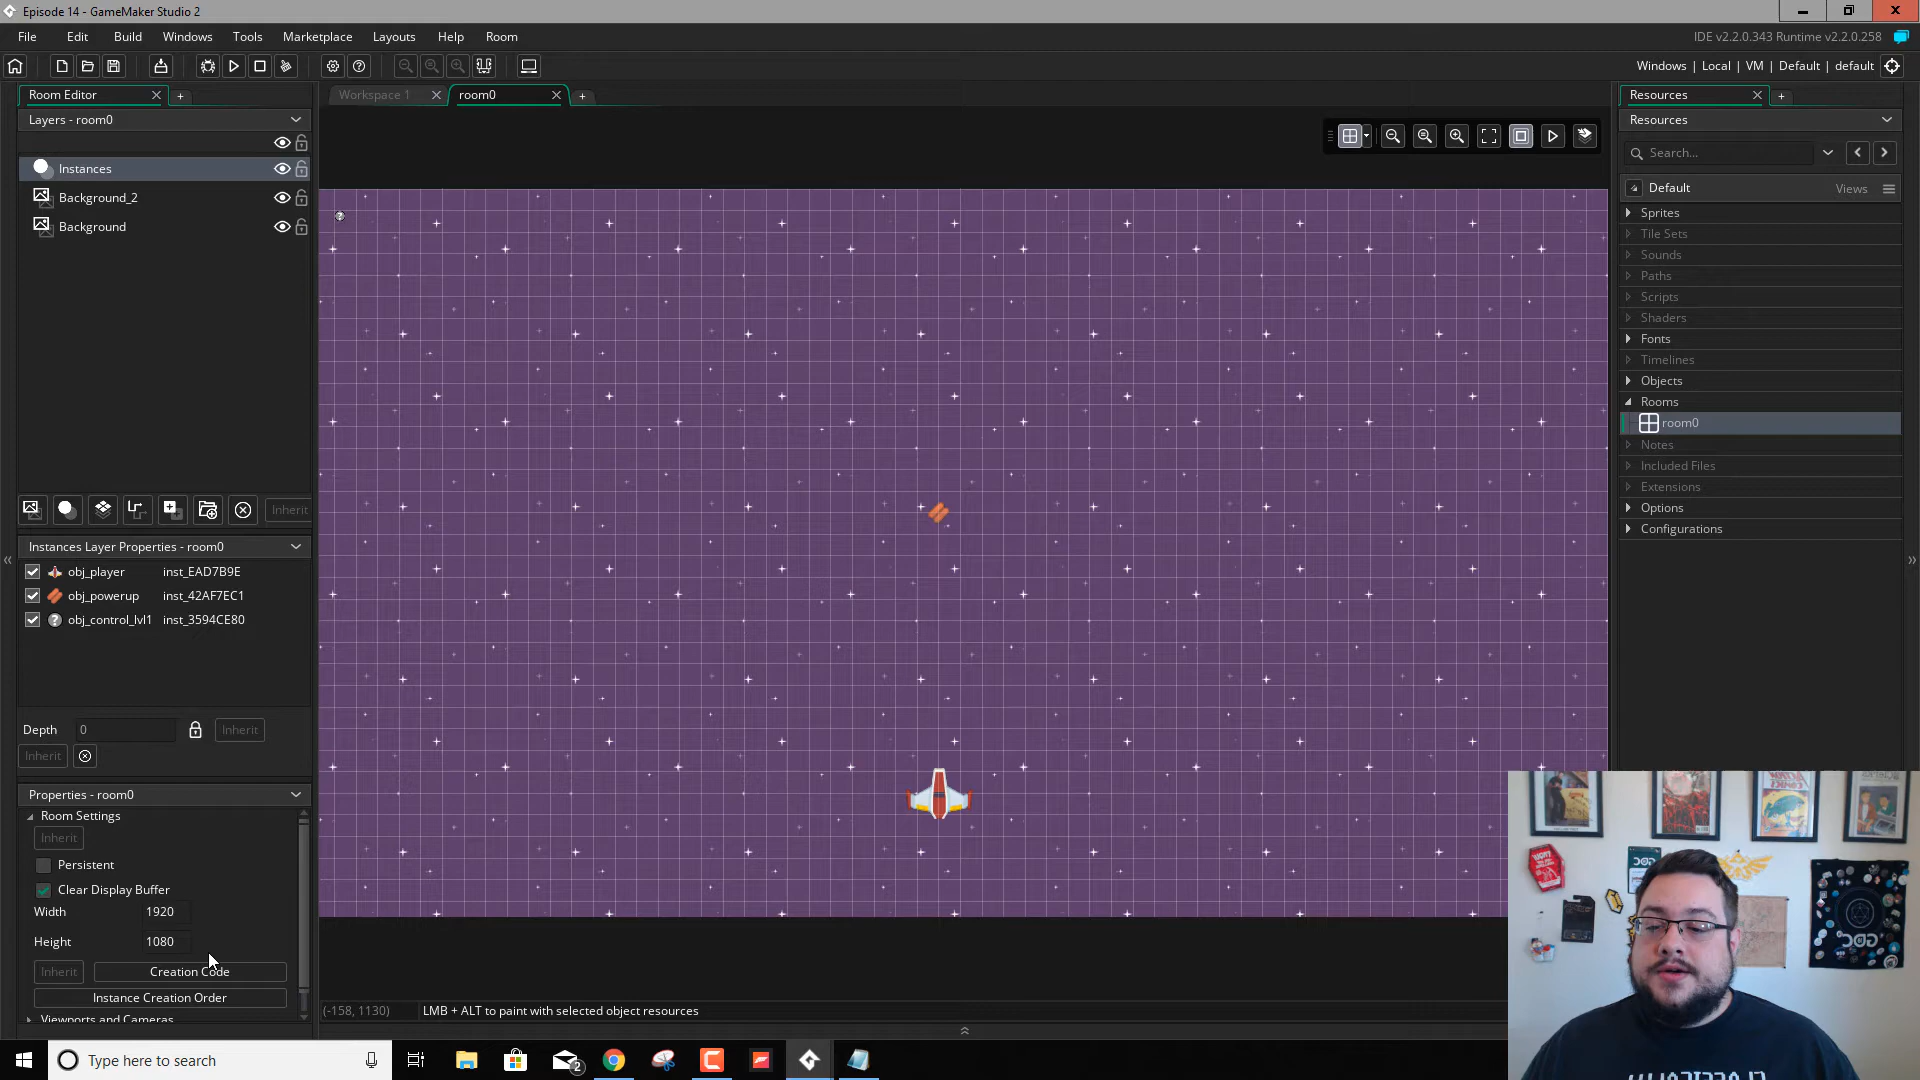 Episode 14 - GameMaker Studio 2
File Edit Build Windows Tools Marketplace Layouts Help Room
IDE v2.2.0.343 Runtime v2.2.0.258
Windows | Local | VM | Default | default
Room Editor
Workspace 1
room0
Resources
Layers - room0
Resources
Search...
Instances
Background_2
Background
Default
Views
Sprites
Tile Sets
Sounds
Paths
Scripts
Shaders
Fonts
Timelines
Objects
Rooms
room0
Notes
Included Files
Extensions
Options
Configurations
Inherit
Instances Layer Properties - room0
obj_player inst_EAD7B9E
obj_powerup inst_42AF7EC1
obj_control_lvl1 inst_3594CE80
Depth 0 Inherit
Inherit
Properties - room0
Room Settings
Inherit
Persistent
Clear Display Buffer
Width 1920
Height 1080
Inherit Creation Code
Instance Creation Order
Viewports and Cameras
(-158, 1130) LMB + ALT to paint with selected object resources
Type here to search
2
GDC